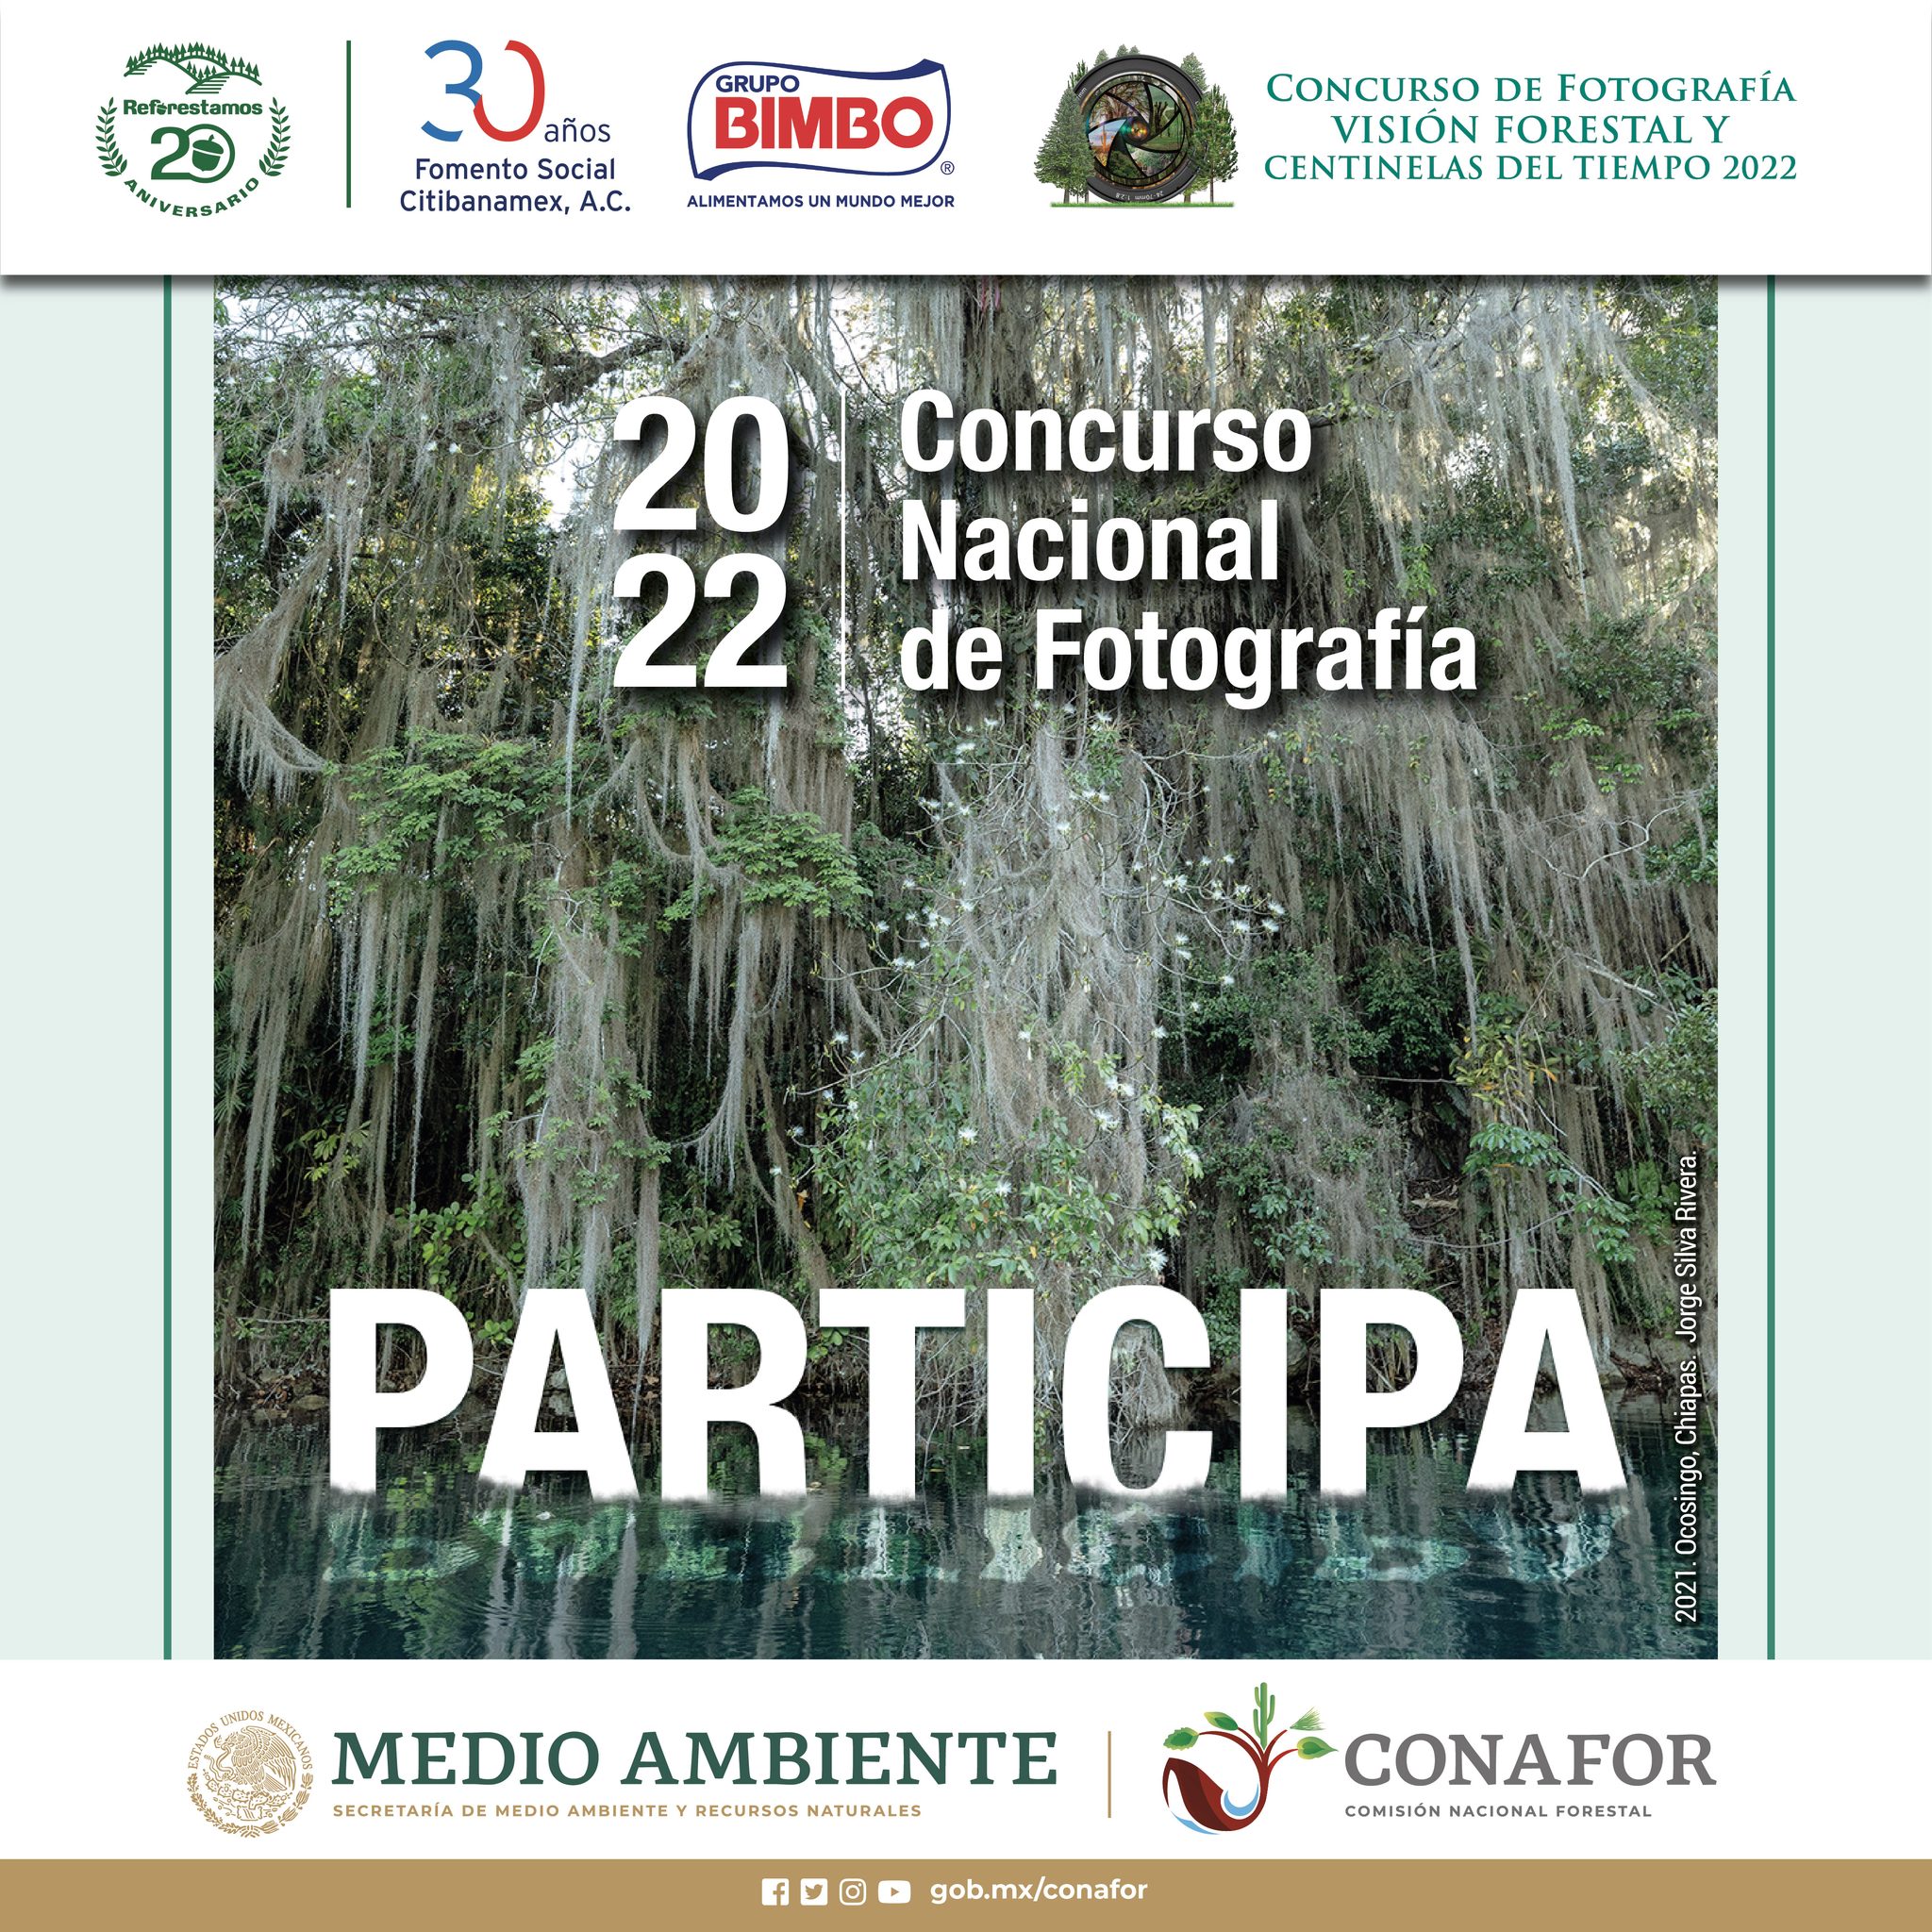 Reforestamos
20
ANIVERSARIO
30 años
Fomento Social
Citibanamex, A.C.
GRUPO
BIMBO
®
ALIMENTAMOS UN MUNDO MEJOR
CONCURSO DE FOTOGRAFÍA
VISIÓN FORESTAL Y
CENTINELAS DEL TIEMPO 2022
20
22
Concurso
Nacional
de Fotografía
PARTICIPA
2021. Ocosingo, Chiapas. Jorge Silva Rivera.
ESTADOS UNIDOS MEXICANOS
MEDIO AMBIENTE
SECRETARÍA DE MEDIO AMBIENTE Y RECURSOS NATURALES
CONAFOR
COMISIÓN NACIONAL FORESTAL
gob.mx/conafor